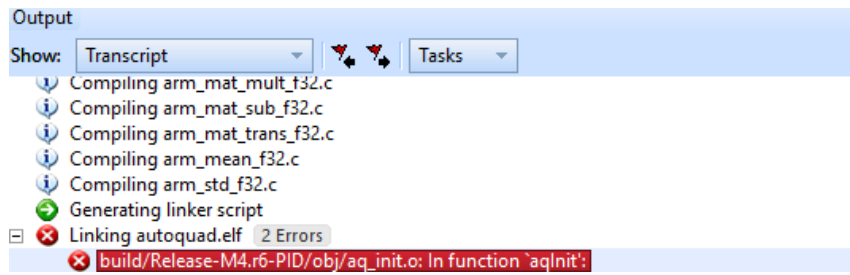 Output
Show: Transcript Tasks
Compiling arm_mat_mult_f32.c
Compiling arm_mat_sub_f32.c
Compiling arm_mat_trans_f32.c
Compiling arm_mean_f32.c
Compiling arm_std_f32.c
Generating linker script
Linking autoquad.elf 2 Errors
build/Release-M4.r6-PID/obj/aq_init.o: In function `aqInit':